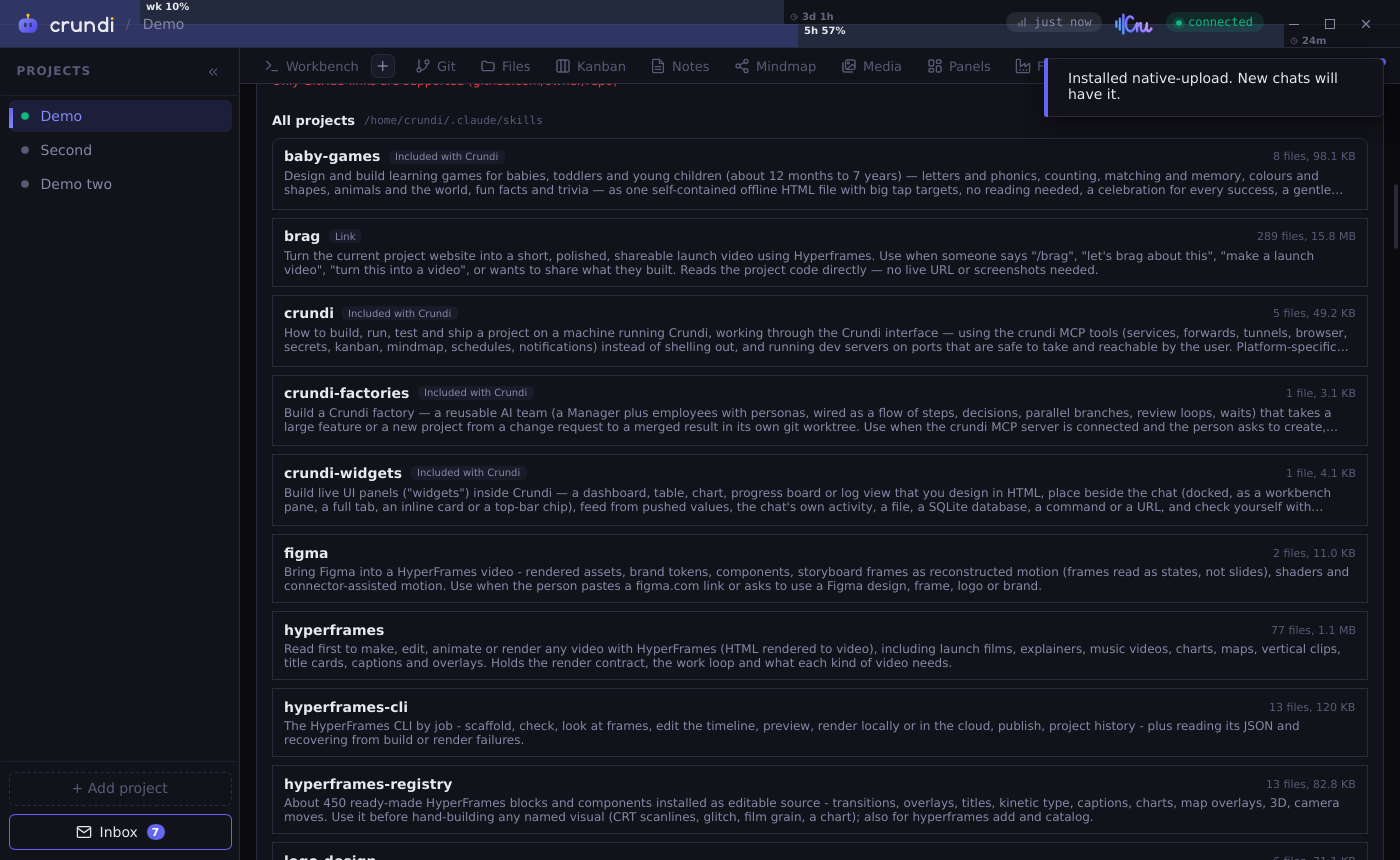 wk 10%
crundi / Demo
3d 1h
5h 57%
just now
Cru
connected
24m
PROJECTS «
Workbench + Git Files Kanban Notes Mindmap Media Panels F
Installed native-upload. New chats will
have it.
Demo
Second
Demo two
All projects /home/crundi/.claude/skills
baby-games Included with Crundi 8 files, 98.1 KB
Design and build learning games for babies, toddlers and young children (about 12 months to 7 years) — letters and phonics, counting, matching and memory, colours and
shapes, animals and the world, fun facts and trivia — as one self-contained offline HTML file with big tap targets, no reading needed, a celebration for every success, a gentle…
brag Link 289 files, 15.8 MB
Turn the current project website into a short, polished, shareable launch video using Hyperframes. Use when someone says "/brag", "let's brag about this", "make a launch
video", "turn this into a video", or wants to share what they built. Reads the project code directly — no live URL or screenshots needed.
crundi Included with Crundi 5 files, 49.2 KB
How to build, run, test and ship a project on a machine running Crundi, working through the Crundi interface — using the crundi MCP tools (services, forwards, tunnels, browser,
secrets, kanban, mindmap, schedules, notifications) instead of shelling out, and running dev servers on ports that are safe to take and reachable by the user. Platform-specific…
crundi-factories Included with Crundi 1 file, 3.1 KB
Build a Crundi factory — a reusable AI team (a Manager plus employees with personas, wired as a flow of steps, decisions, parallel branches, review loops, waits) that takes a
large feature or a new project from a change request to a merged result in its own git worktree. Use when the crundi MCP server is connected and the person asks to create,…
crundi-widgets Included with Crundi 1 file, 4.1 KB
Build live UI panels ("widgets") inside Crundi — a dashboard, table, chart, progress board or log view that you design in HTML, place beside the chat (docked, as a workbench
pane, a full tab, an inline card or a top-bar chip), feed from pushed values, the chat's own activity, a file, a SQLite database, a command or a URL, and check yourself with…
figma 2 files, 11.0 KB
Bring Figma into a HyperFrames video - rendered assets, brand tokens, components, storyboard frames as reconstructed motion (frames read as states, not slides), shaders and
connector-assisted motion. Use when the person pastes a figma.com link or asks to use a Figma design, frame, logo or brand.
hyperframes 77 files, 1.1 MB
Read first to make, edit, animate or render any video with HyperFrames (HTML rendered to video), including launch films, explainers, music videos, charts, maps, vertical clips,
title cards, captions and overlays. Holds the render contract, the work loop and what each kind of video needs.
hyperframes-cli 13 files, 120 KB
The HyperFrames CLI by job - scaffold, check, look at frames, edit the timeline, preview, render locally or in the cloud, publish, project history - plus reading its JSON and
recovering from build or render failures.
hyperframes-registry 13 files, 82.8 KB
About 450 ready-made HyperFrames blocks and components installed as editable source - transitions, overlays, titles, kinetic type, captions, charts, map overlays, 3D, camera
moves. Use it before hand-building any named visual (CRT scanlines, glitch, film grain, a chart); also for hyperframes add and catalog.
+ Add project
Inbox 7